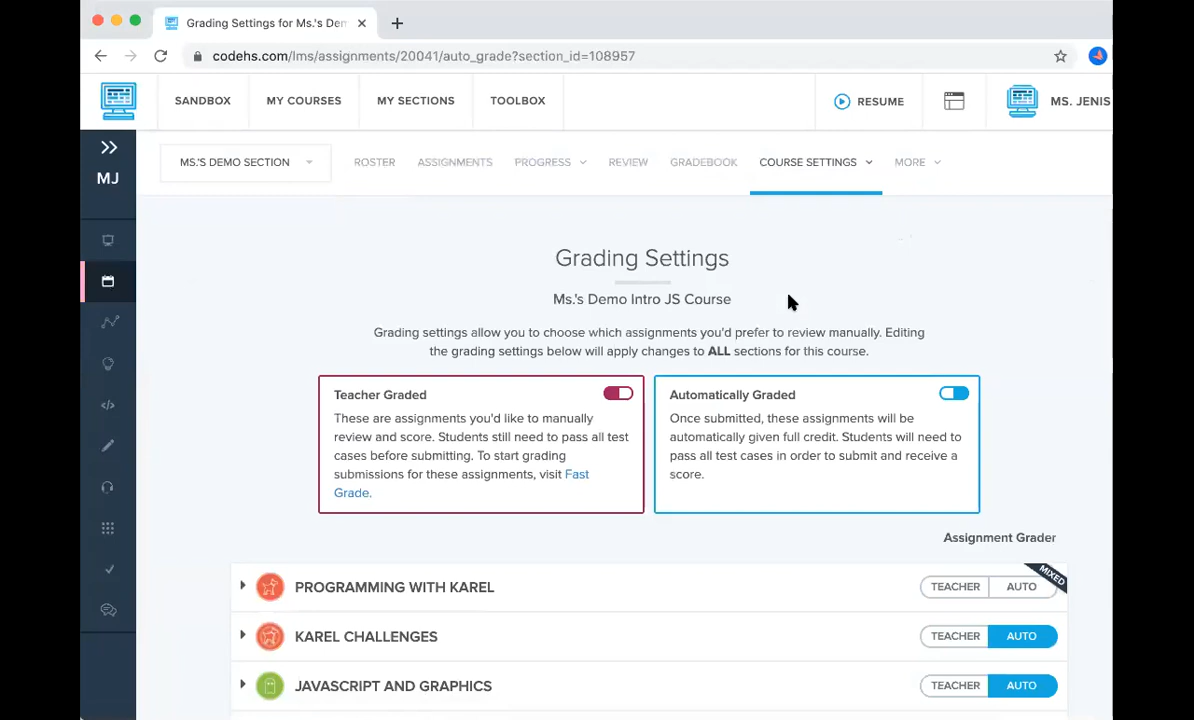 Grading Settings for Ms.'s Dem
codehs.com/lms/assignments/20041/auto_grade?section_id=108957
SANDBOX MY COURSES MY SECTIONS TOOLBOX RESUME MS. JENIS
MJ
MS.'S DEMO SECTION ROSTER ASSIGNMENTS PROGRESS REVIEW GRADEBOOK COURSE SETTINGS MORE
Grading Settings
Ms.'s Demo Intro JS Course
Grading settings allow you to choose which assignments you'd prefer to review manually. Editing
the grading settings below will apply changes to ALL sections for this course.
Teacher Graded
These are assignments you'd like to manually
review and score. Students still need to pass all test
cases before submitting. To start grading
submissions for these assignments, visit Fast
Grade.
Automatically Graded
Once submitted, these assignments will be
automatically given full credit. Students will need to
pass all test cases in order to submit and receive a
score.
Assignment Grader
PROGRAMMING WITH KAREL TEACHER AUTO MIXED
KAREL CHALLENGES TEACHER AUTO
JAVASCRIPT AND GRAPHICS TEACHER AUTO